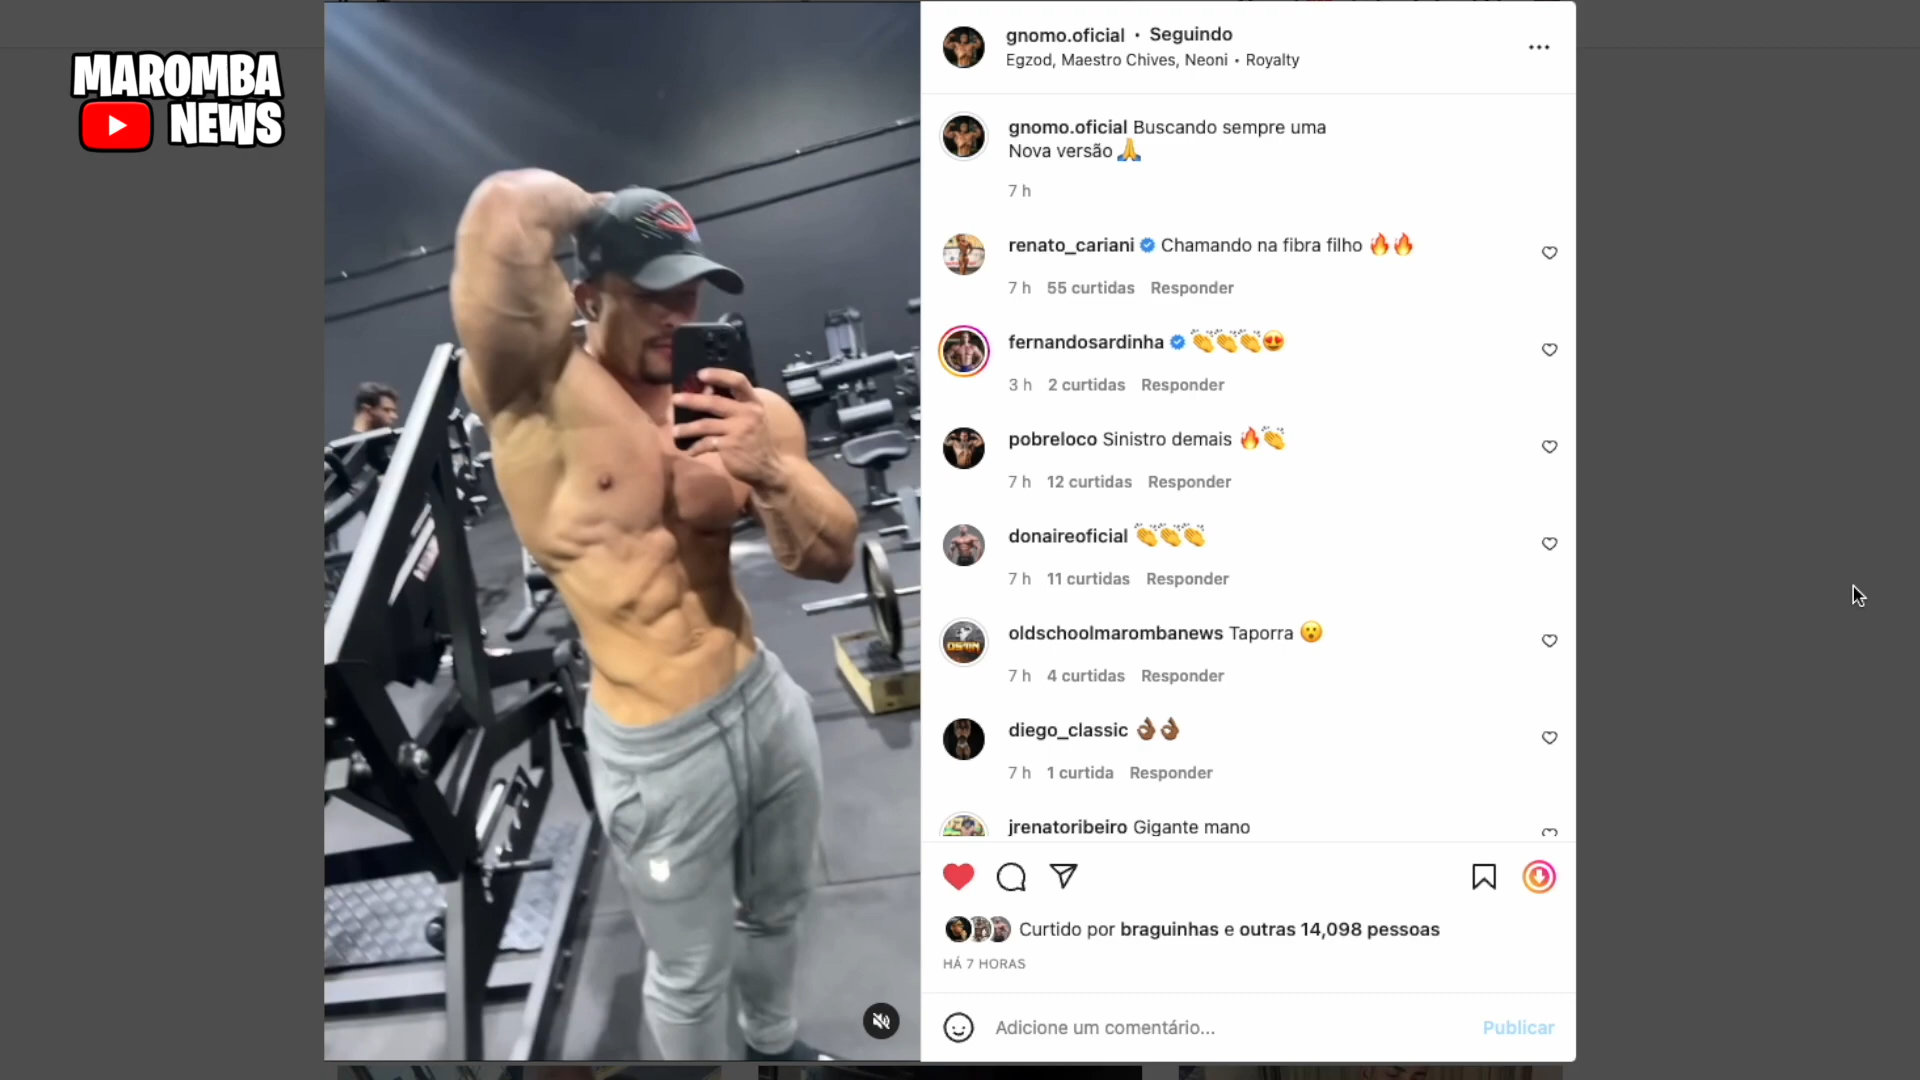 MAROMBA
NEWS
gnomo.oficial • Seguindo
Egzod, Maestro Chives, Neoni • Royalty
gnomo.oficial Buscando sempre uma
Nova versão 🙏
7 h
renato_cariani Chamando na fibra filho 🔥🔥
7 h 55 curtidas Responder
fernandosardinha 👏👏👏😍
3 h 2 curtidas Responder
pobreloco Sinistro demais 🔥👏
7 h 12 curtidas Responder
donaireoficial 👏👏👏
7 h 11 curtidas Responder
oldschoolmarombanews Taporra 😮
7 h 4 curtidas Responder
diego_classic 👌🏾👌🏾
7 h 1 curtida Responder
jrenatoribeiro Gigante mano
Curtido por braguinhas e outras 14,098 pessoas
HÁ 7 HORAS
Adicione um comentário...
Publicar